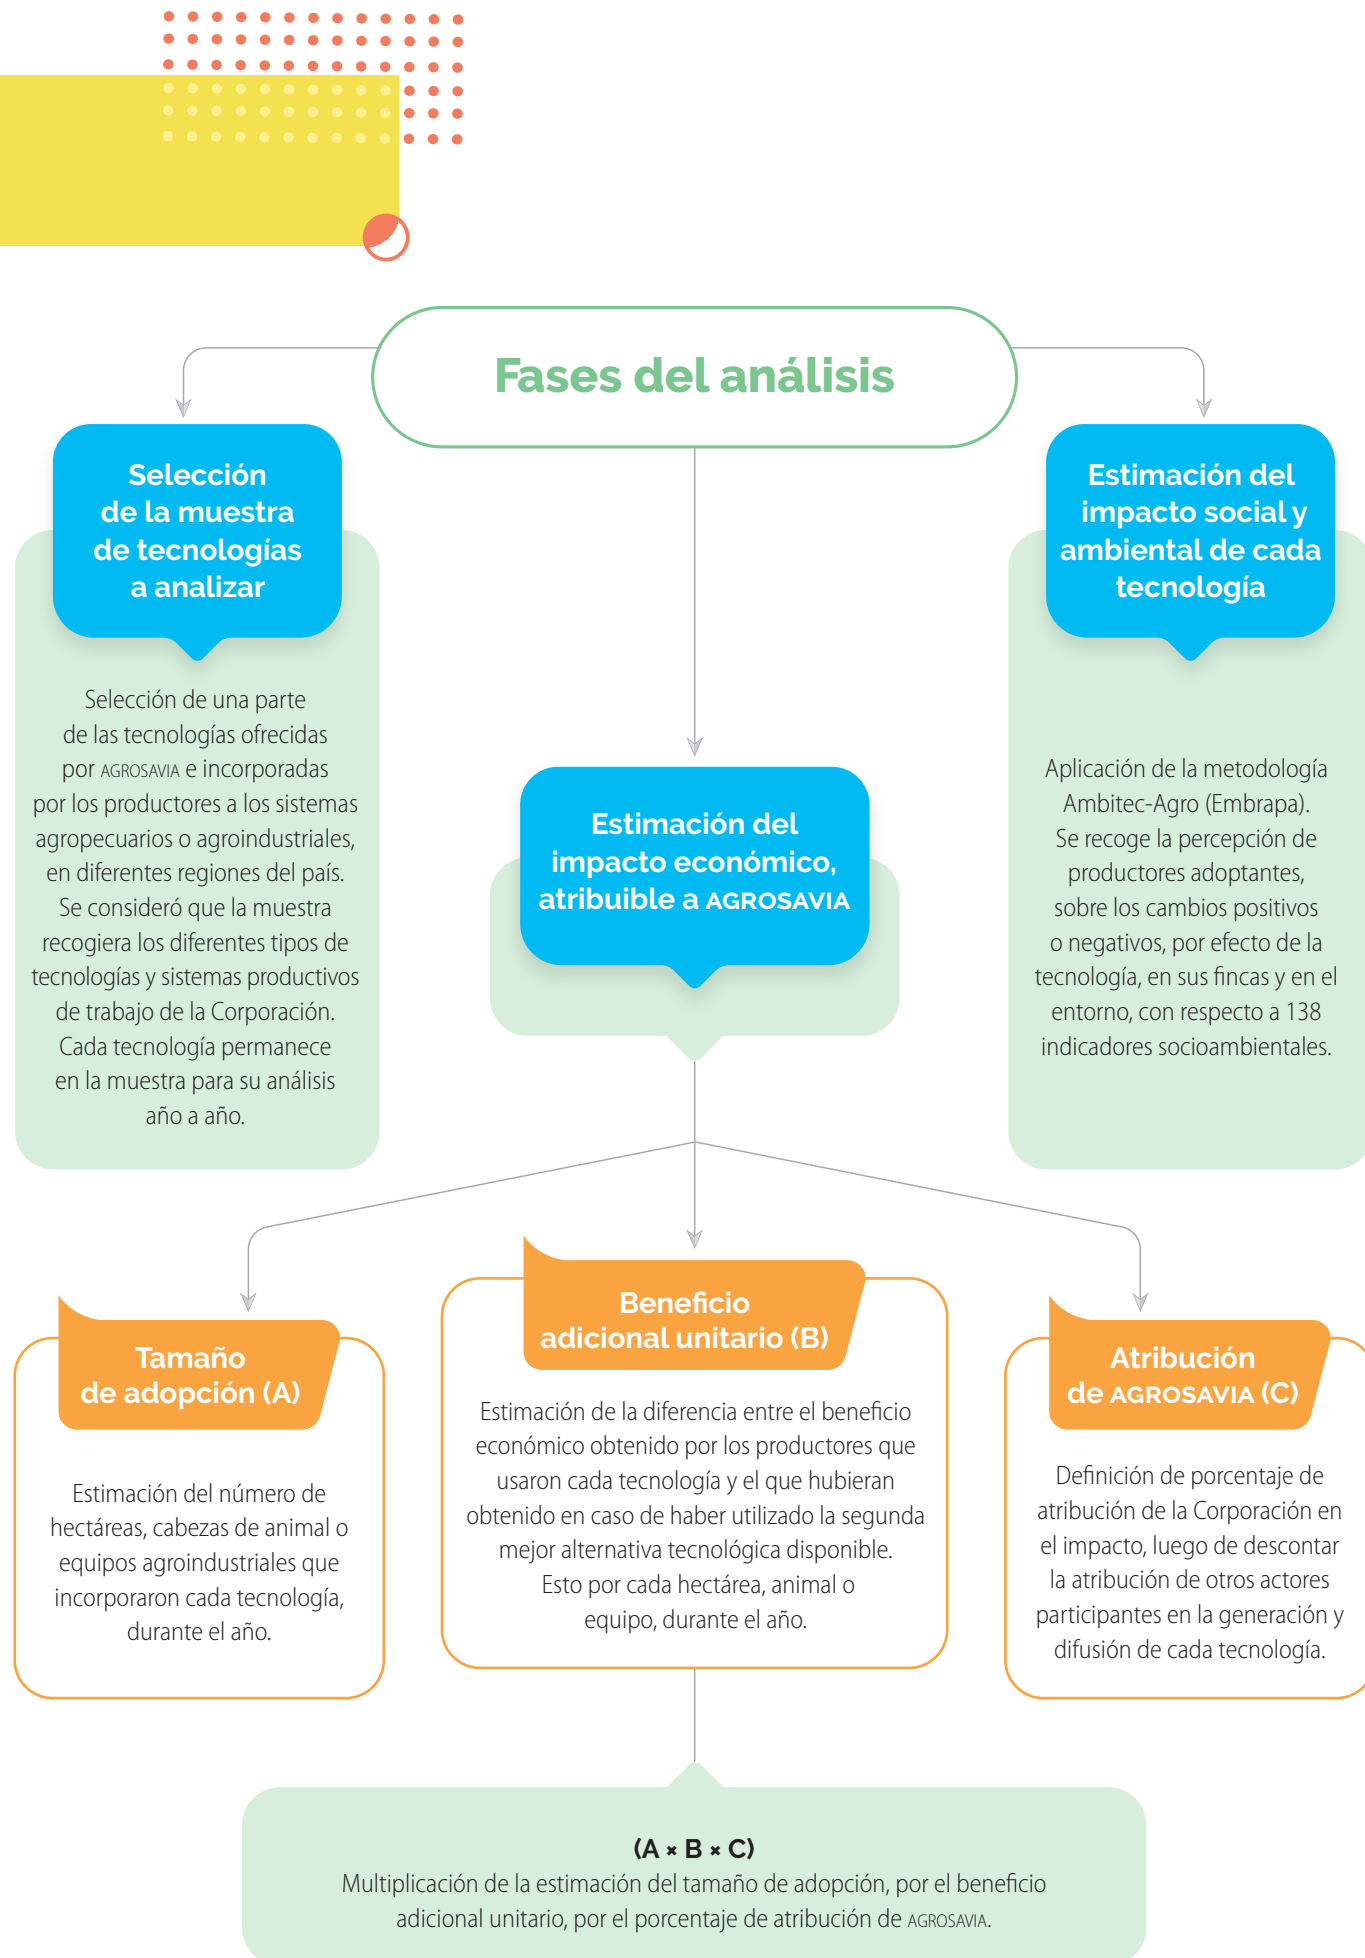 Fases del análisis
Selección
de la muestra
de tecnologías
a analizar
Selección de una parte
de las tecnologías ofrecidas
por AGROSAVIA e incorporadas
por los productores a los sistemas
agropecuarios o agroindustriales,
en diferentes regiones del país.
Se consideró que la muestra
recogiera los diferentes tipos de
tecnologías y sistemas productivos
de trabajo de la Corporación.
Cada tecnología permanece
en la muestra para su análisis
año a año.
Estimación del
impacto económico,
atribuible a AGROSAVIA
Estimación del
impacto social y
ambiental de cada
tecnología
Aplicación de la metodología
Ambitec-Agro (Embrapa).
Se recoge la percepción de
productores adoptantes,
sobre los cambios positivos
o negativos, por efecto de la
tecnología, en sus fincas y en el
entorno, con respecto a 138
indicadores socioambientales.
Tamaño
de adopción (A)
Estimación del número de
hectáreas, cabezas de animal o
equipos agroindustriales que
incorporaron cada tecnología,
durante el año.
Beneficio
adicional unitario (B)
Estimación de la diferencia entre el beneficio
económico obtenido por los productores que
usaron cada tecnología y el que hubieran
obtenido en caso de haber utilizado la segunda
mejor alternativa tecnológica disponible.
Esto por cada hectárea, animal o
equipo, durante el año.
Atribución
de AGROSAVIA (C)
Definición de porcentaje de
atribución de la Corporación en
el impacto, luego de descontar
la atribución de otros actores
participantes en la generación y
difusión de cada tecnología.
(A × B × C)
Multiplicación de la estimación del tamaño de adopción, por el beneficio
adicional unitario, por el porcentaje de atribución de AGROSAVIA.